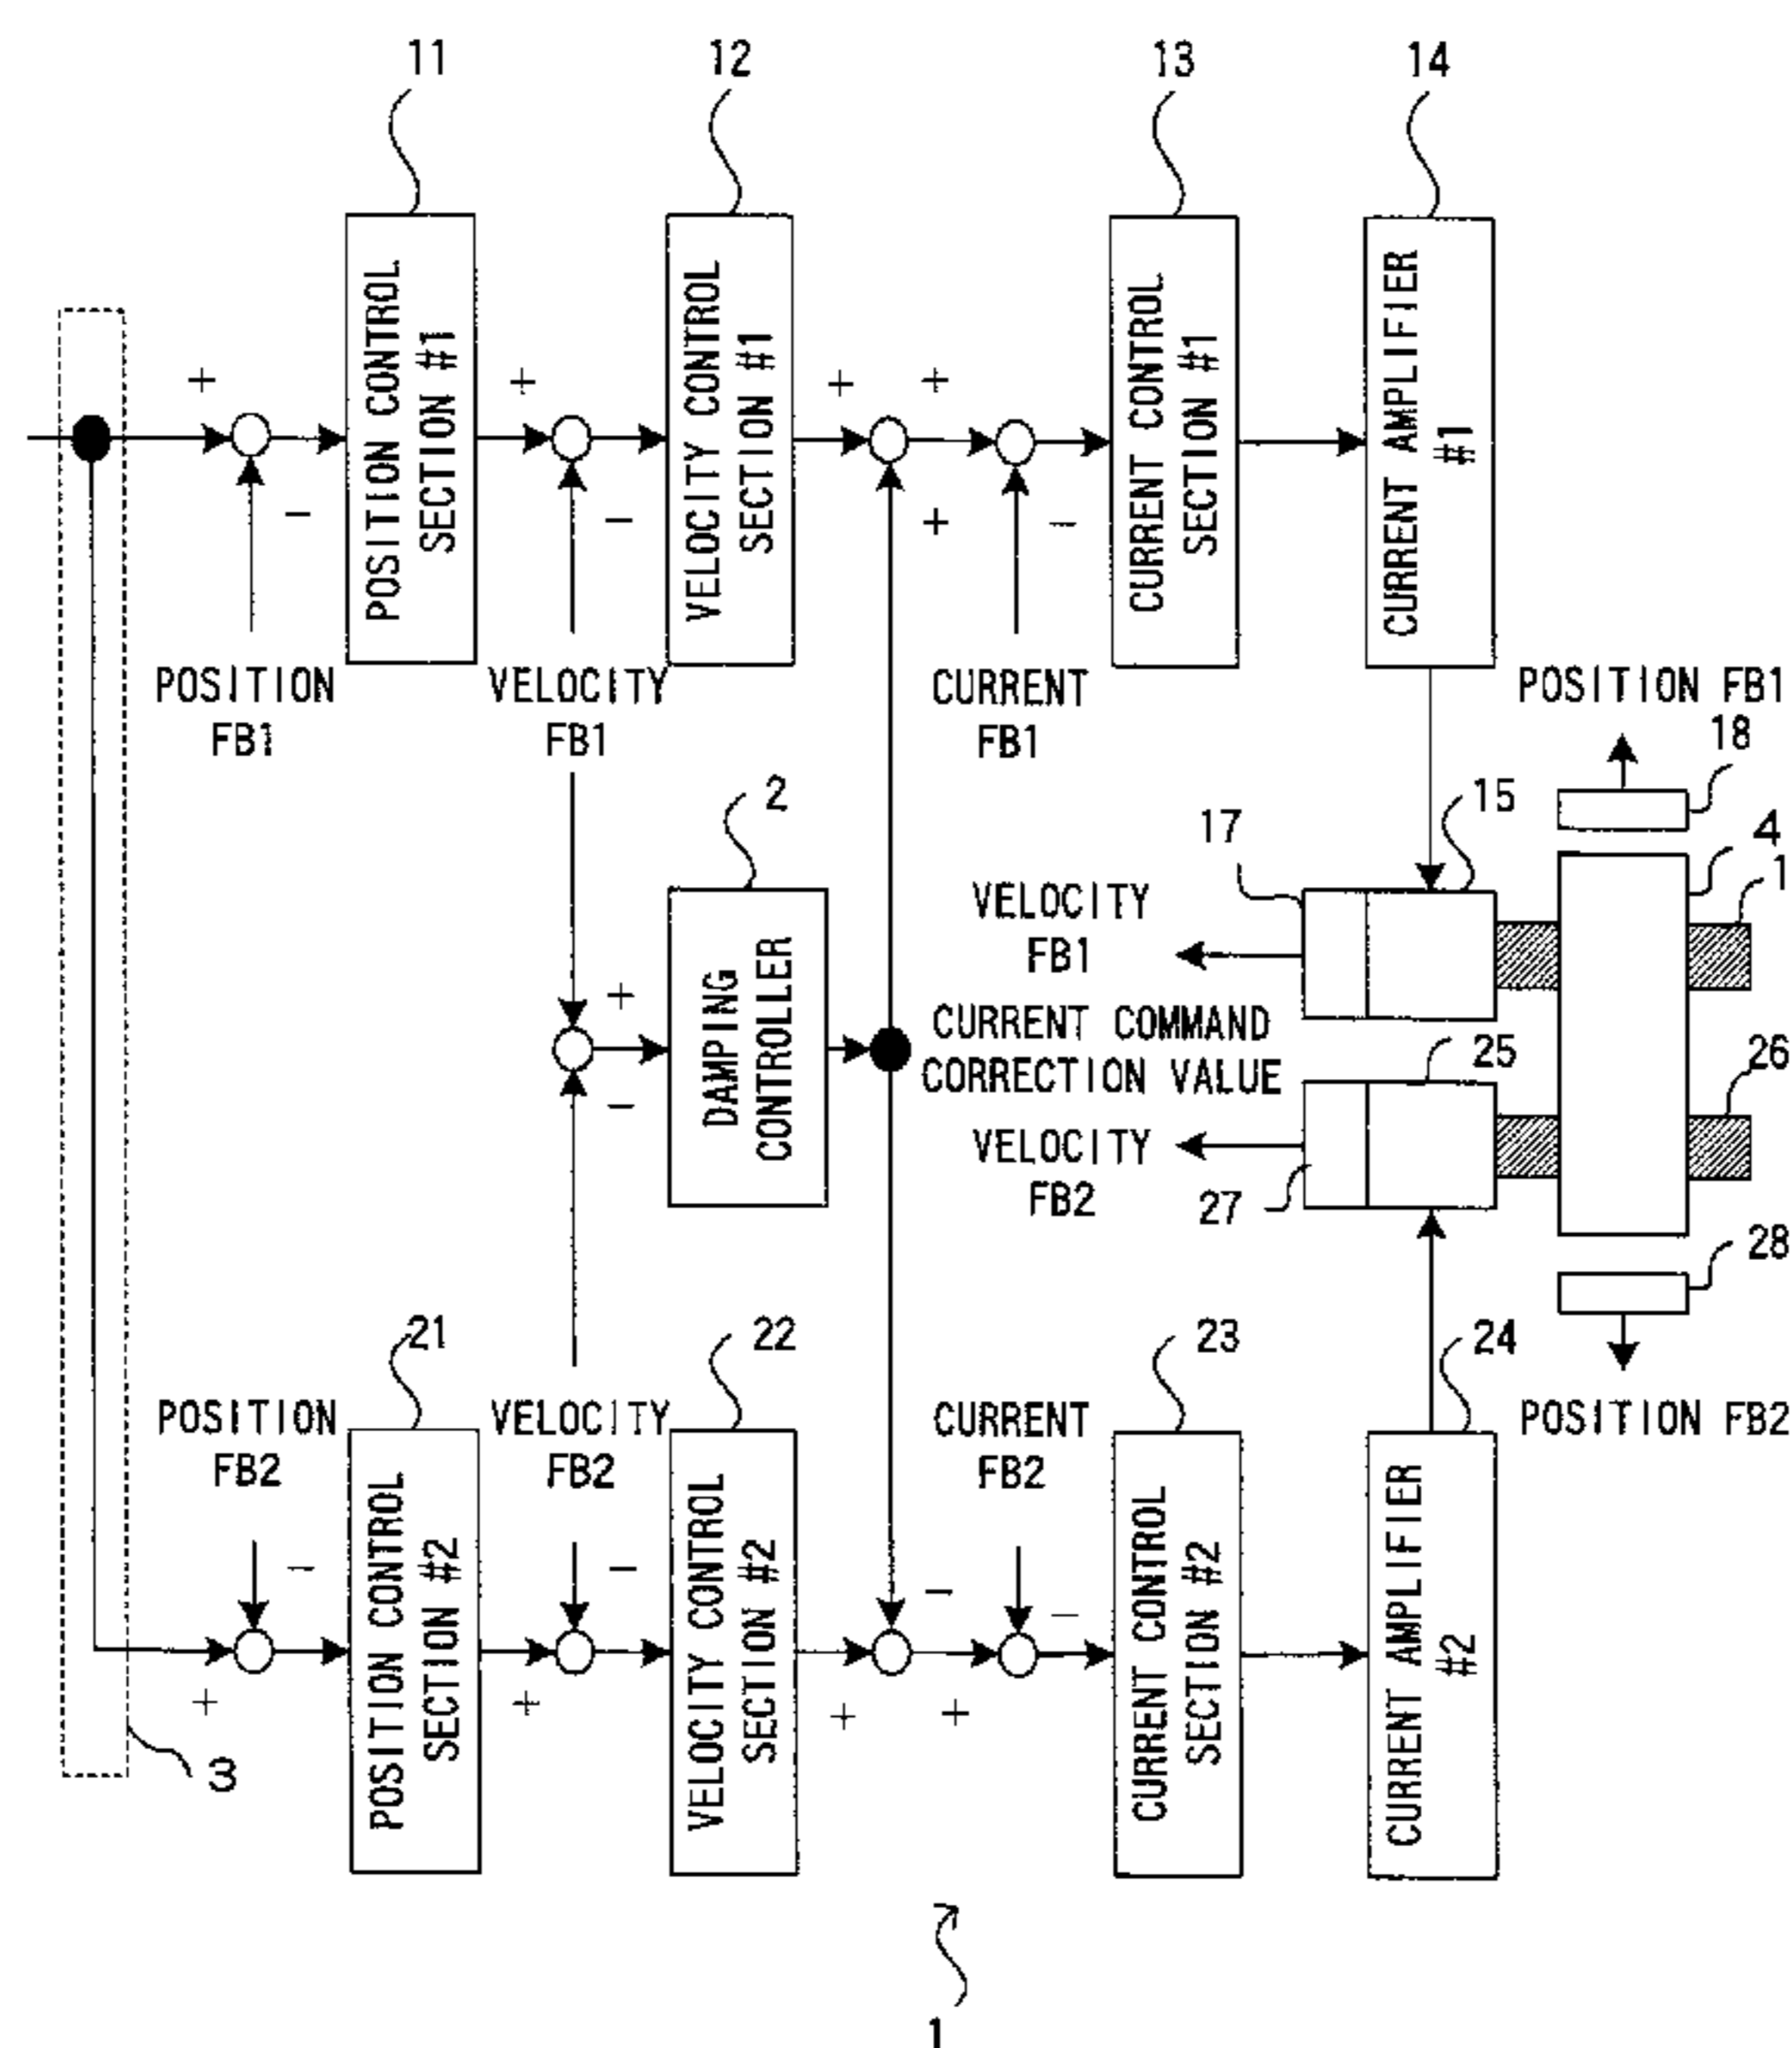 11
12
13
14
POSITION CONTROL
SECTION #1
VELOCITY CONTROL
SECTION #1
CURRENT CONTROL
SECTION #1
CURRENT AMPLIFIER
#1
+
+
+
+
-
-
+
-
POSITION
FB1
VELOCITY
FB1
CURRENT
FB1
POSITION FB1
18
2
15
4
17
1
VELOCITY
FB1
+
-
DAMPING
CONTROLLER
CURRENT COMMAND
CORRECTION VALUE
25
26
VELOCITY
FB2
27
28
21
22
23
24
POSITION
FB2
VELOCITY
FB2
CURRENT
FB2
POSITION FB2
-
-
-
-
POSITION CONTROL
SECTION #2
VELOCITY CONTROL
SECTION #2
CURRENT CONTROL
SECTION #2
CURRENT AMPLIFIER
#2
+
+
+
+
3
1